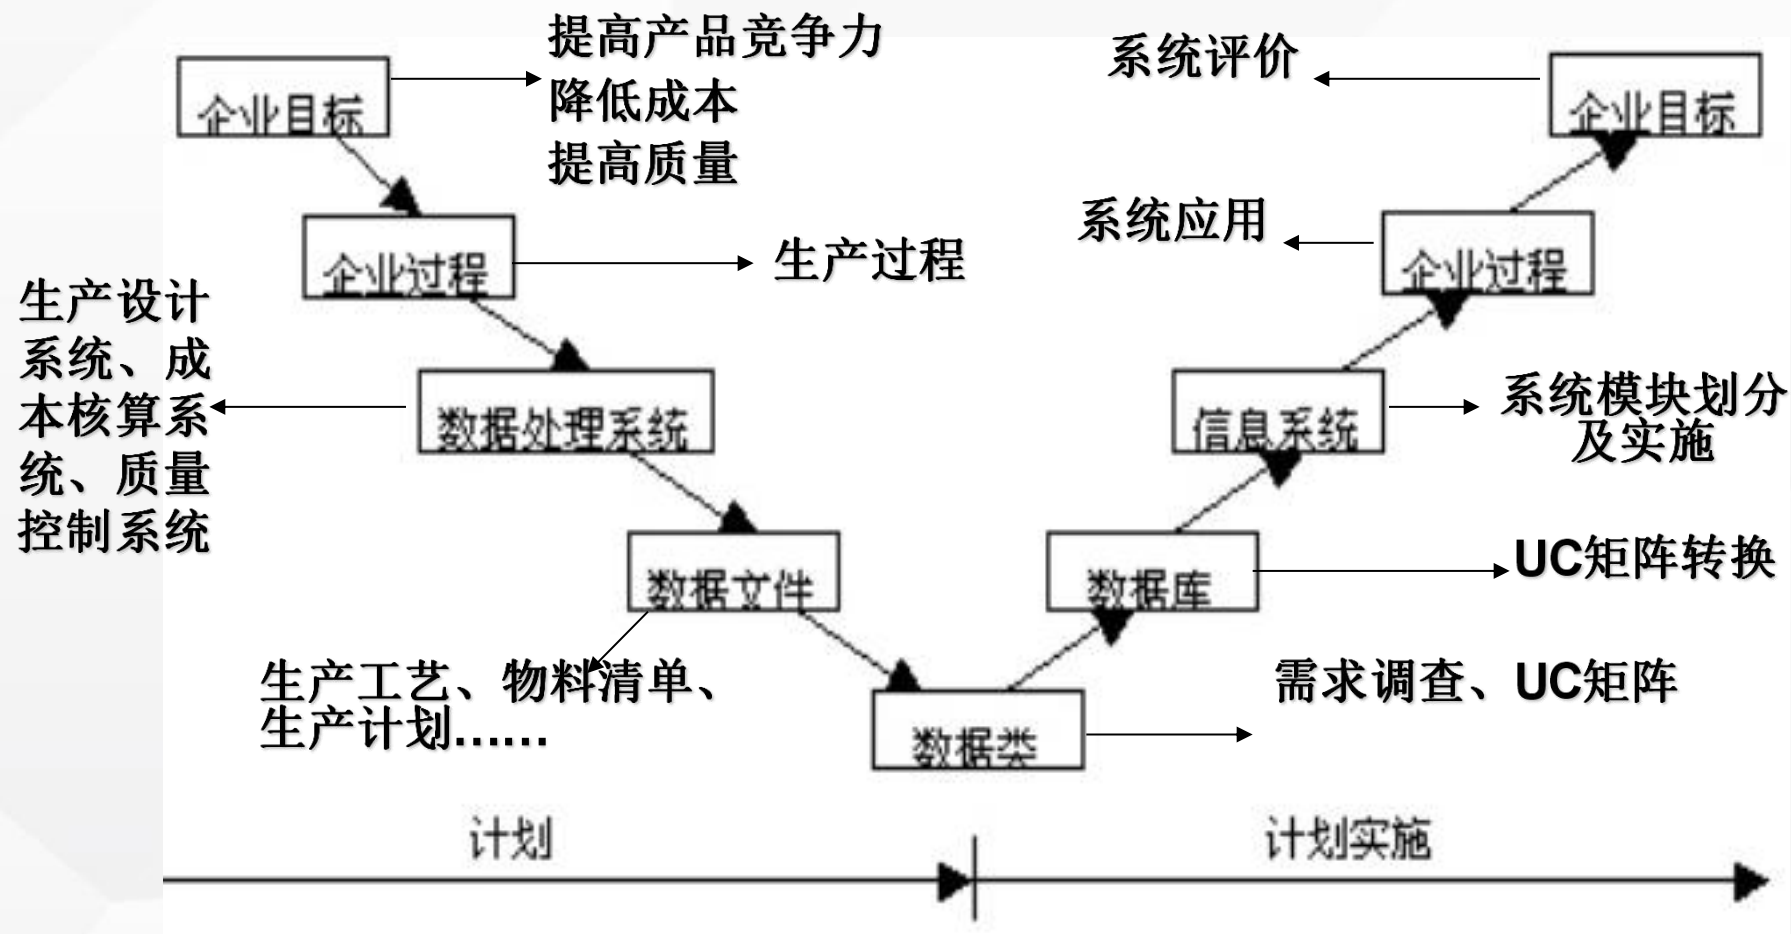 企业目标
提高产品竞争力
降低成本
提高质量
系统评价
企业目标
企业过程
生产过程
系统应用
企业过程
生产设计
系统、成
本核算系
统、质量
控制系统
数据处理系统
信息系统
系统模块划分
及实施
数据文件
数据库
UC矩阵转换
生产工艺、物料清单、
生产计划……
数据类
需求调查、UC矩阵
计划
计划实施